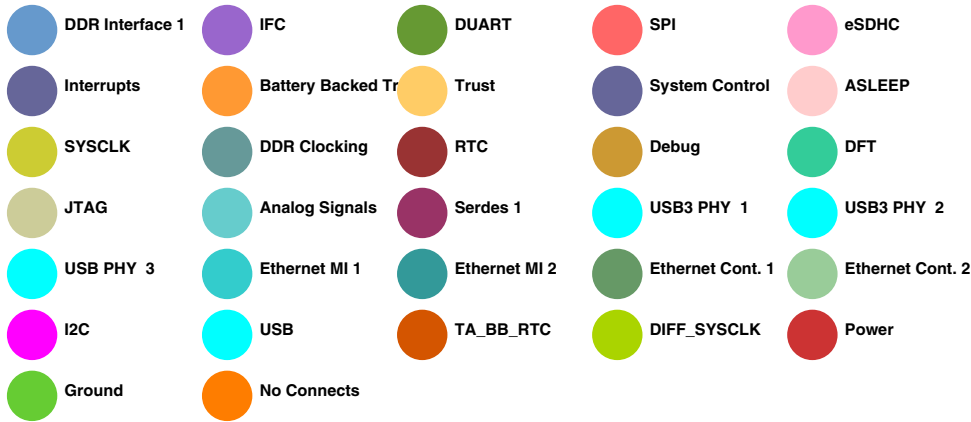 DDR Interface 1 IFC DUART SPI eSDHC
Interrupts Battery Backed Tr Trust System Control ASLEEP
SYSCLK DDR Clocking RTC Debug DFT
JTAG Analog Signals Serdes 1 USB3 PHY 1 USB3 PHY 2
USB PHY 3 Ethernet MI 1 Ethernet MI 2 Ethernet Cont. 1 Ethernet Cont. 2
I2C USB TA_BB_RTC DIFF_SYSCLK Power
Ground No Connects